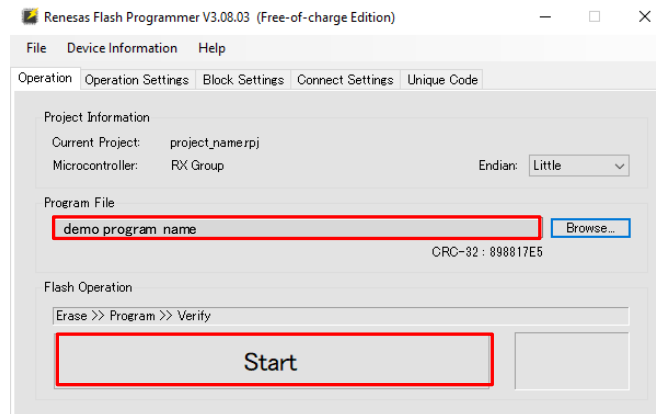 Renesas Flash Programmer V3.08.03 (Free-of-charge Edition)
File Device Information Help
Operation Operation Settings Block Settings Connect Settings Unique Code
Project Information
Current Project: project_name.rpj
Microcontroller: RX Group Endian: Little
Program File
demo program name Browse...
CRC-32 : 898817E5
Flash Operation
Erase >> Program >> Verify
Start